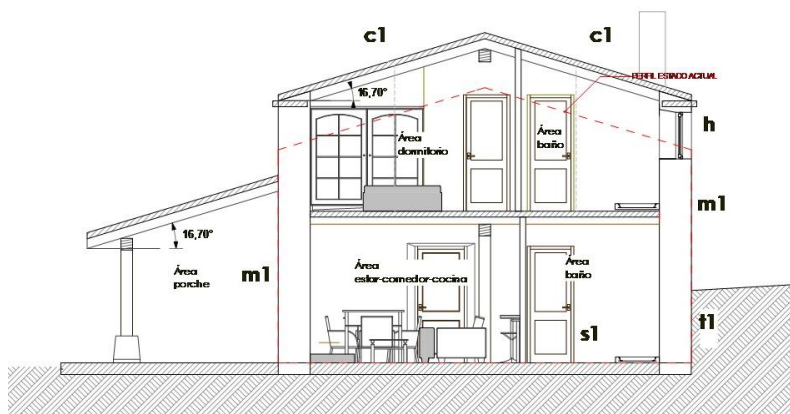 c1
c1
PERFIL ESTADO ACTUAL
16,70°
Área
dormitorio
Área
baño
h
m1
16,70°
Área
porche
m1
Área
estar-comedor-cocina
Área
baño
s1
t1